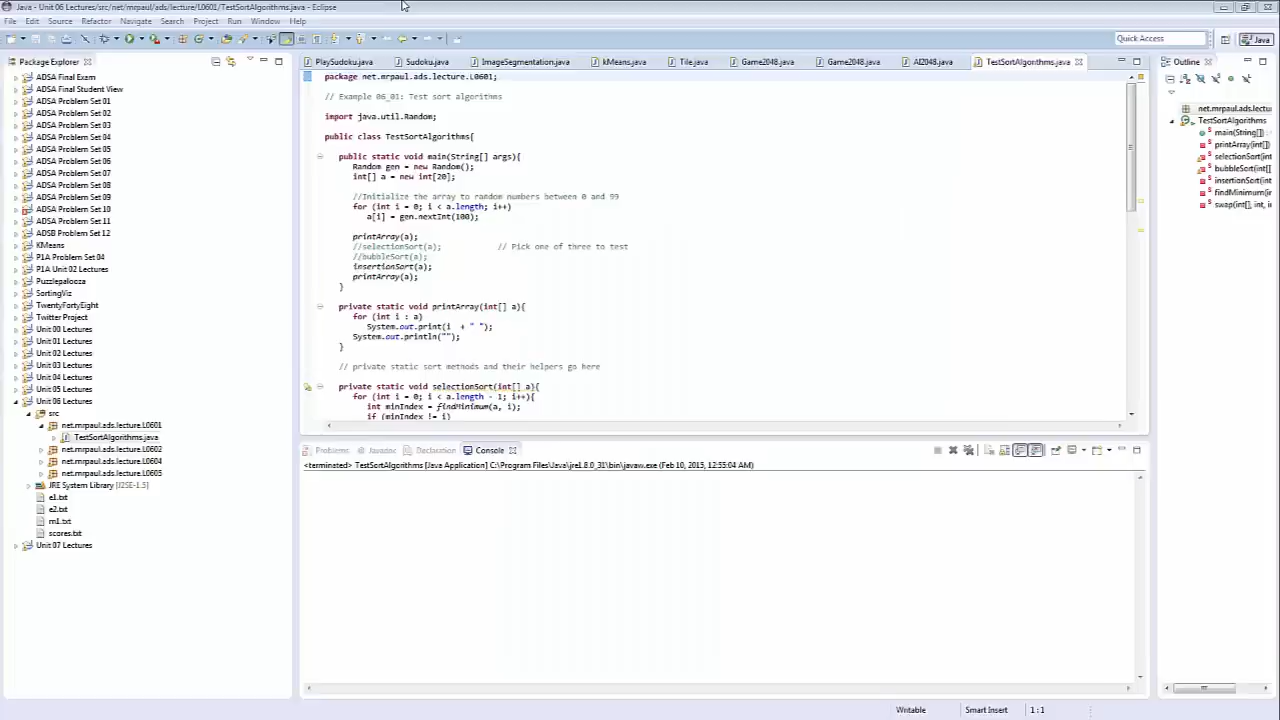 Java - Unit 06 Lectures/src/net/mrpaul/ads/lecture/L0601/TestSortAlgorithms.java - Eclipse
File Edit Source Refactor Navigate Search Project Run Window Help
Quick Access
Java
Package Explorer
ADSA Final Exam
ADSA Final Student View
ADSA Problem Set 01
ADSA Problem Set 02
ADSA Problem Set 03
ADSA Problem Set 04
ADSA Problem Set 05
ADSA Problem Set 06
ADSA Problem Set 07
ADSA Problem Set 08
ADSA Problem Set 09
ADSA Problem Set 10
ADSA Problem Set 11
ADSB Problem Set 12
KMeans
P1A Problem Set 04
P1A Unit 02 Lectures
Puzzlepalooza
SortingViz
TwentyFortyEight
Twitter Project
Unit 00 Lectures
Unit 01 Lectures
Unit 02 Lectures
Unit 03 Lectures
Unit 04 Lectures
Unit 05 Lectures
Unit 06 Lectures
src
net.mrpaul.ads.lecture.L0601
TestSortAlgorithms.java
net.mrpaul.ads.lecture.L0602
net.mrpaul.ads.lecture.L0604
net.mrpaul.ads.lecture.L0605
JRE System Library [J2SE-1.5]
e1.txt
e2.txt
m1.txt
scores.txt
Unit 07 Lectures
PlaySudoku.java Sudoku.java ImageSegmentation.java kMeans.java Tile.java Game2048.java Game2048.java AI2048.java TestSortAlgorithms.java
package net.mrpaul.ads.lecture.L0601;
// Example 06_01: Test sort algorithms
import java.util.Random;
public class TestSortAlgorithms{
public static void main(String[] args){
Random gen = new Random();
int[] a = new int[20];
//Initialize the array to random numbers between 0 and 99
for (int i = 0; i < a.length; i++)
a[i] = gen.nextInt(100);
printArray(a);
//selectionSort(a); // Pick one of three to test
//bubbleSort(a);
insertionSort(a);
printArray(a);
}
private static void printArray(int[] a){
for (int i : a)
System.out.print(i + " ");
System.out.println("");
}
// private static sort methods and their helpers go here
private static void selectionSort(int[] a){
for (int i = 0; i < a.length - 1; i++){
int minIndex = findMinimum(a, i);
if (minIndex != i)
Outline
net.mrpaul.ads.lectu
TestSortAlgorithms
main(String[])
printArray(int[])
selectionSort(int[
bubbleSort(int[]
insertionSort(int[
findMinimum(ir
swap(int[], int, ir
Problems Javadoc Declaration Console
<terminated> TestSortAlgorithms [Java Application] C:\Program Files\Java\jre1.8.0_31\bin\javaw.exe (Feb 10, 2015, 12:55:04 AM)
Writable Smart Insert 1:1